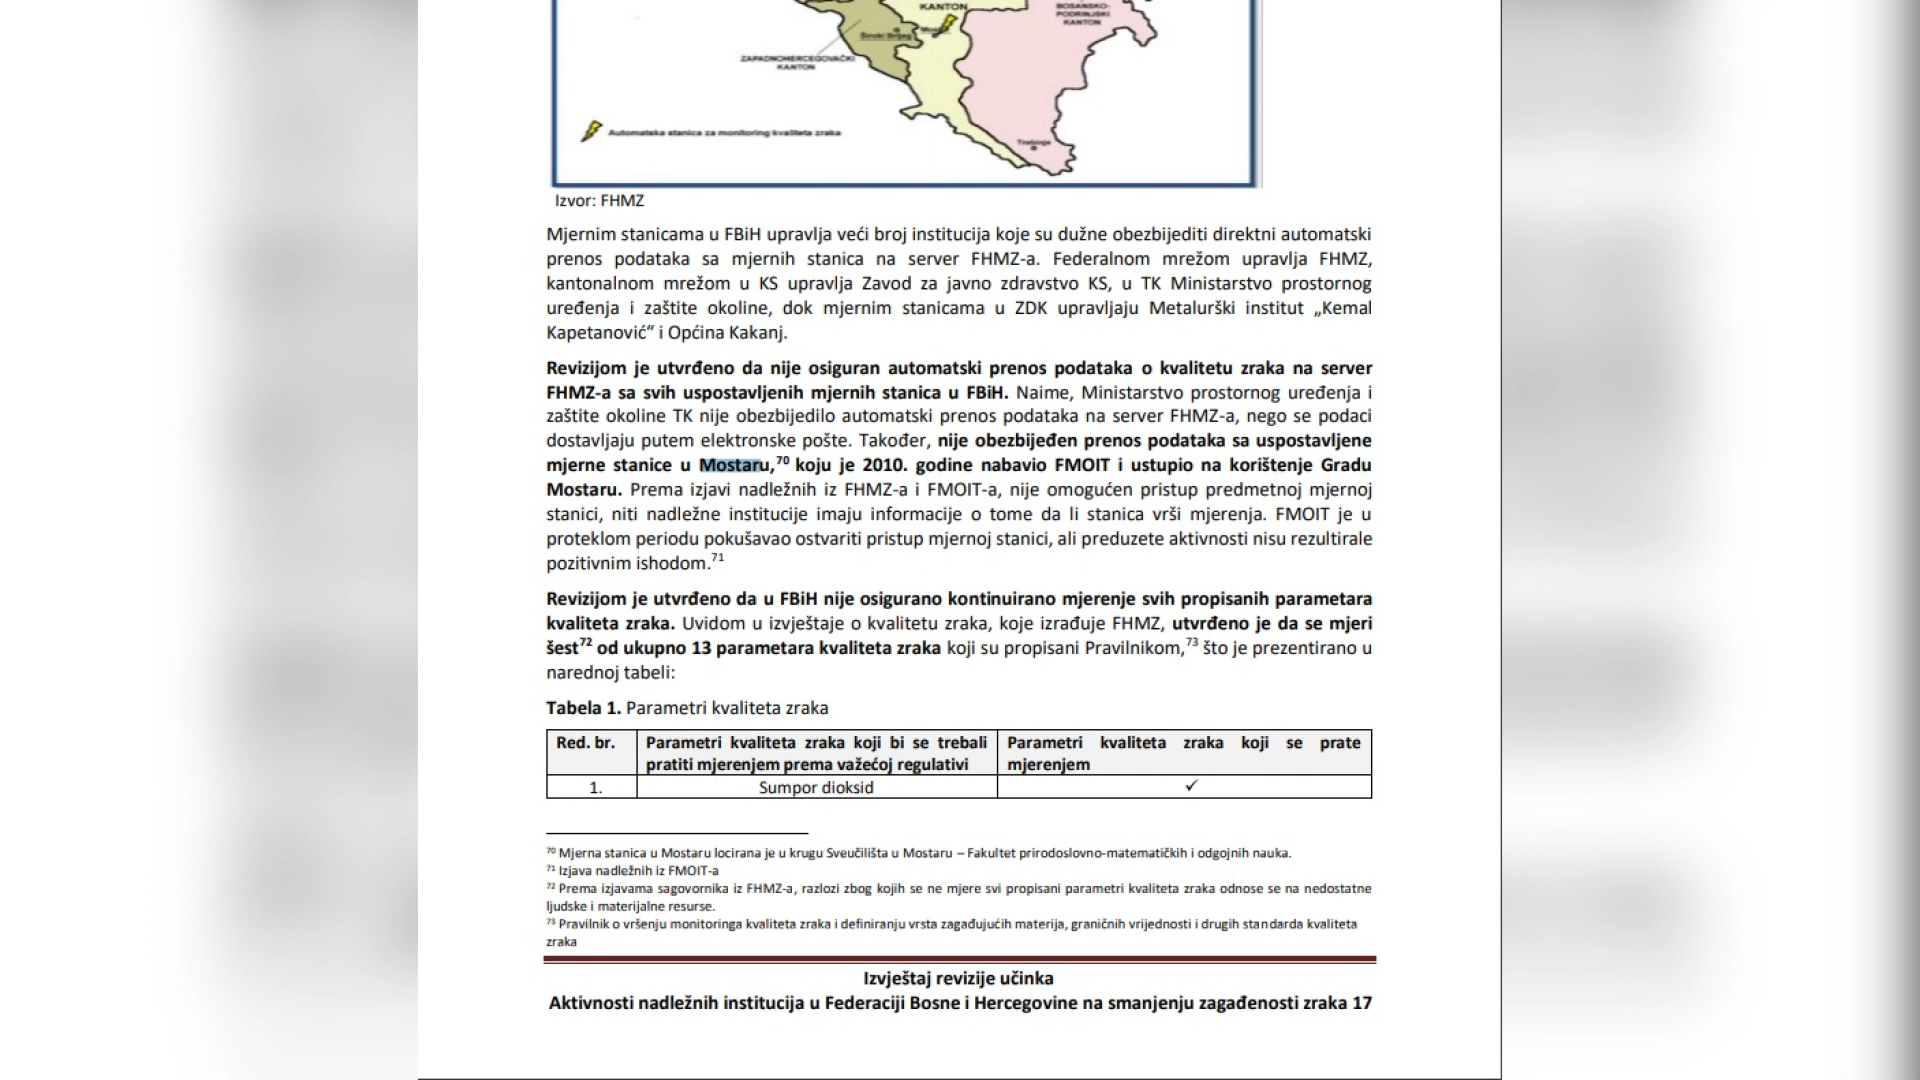 KANTON
BOSANSKO-
PODRINJSKI
KANTON
Široki Brijeg
ZAPADNOHERCEGOVAČKI
KANTON
Automatska stanica za monitoring kvaliteta zraka
Trebinje
Izvor: FHMZ
Mjernim stanicama u FBiH upravlja veći broj institucija koje su dužne obezbijediti direktni automatski
prenos podataka sa mjernih stanica na server FHMZ-a. Federalnom mrežom upravlja FHMZ,
kantonalnom mrežom u KS upravlja Zavod za javno zdravstvo KS, u TK Ministarstvo prostornog
uređenja i zaštite okoline, dok mjernim stanicama u ZDK upravljaju Metalurški institut „Kemal
Kapetanović“ i Općina Kakanj.
Revizijom je utvrđeno da nije osiguran automatski prenos podataka o kvalitetu zraka na server
FHMZ-a sa svih uspostavljenih mjernih stanica u FBiH. Naime, Ministarstvo prostornog uređenja i
zaštite okoline TK nije obezbijedilo automatski prenos podataka na server FHMZ-a, nego se podaci
dostavljaju putem elektronske pošte. Također, nije obezbijeđen prenos podataka sa uspostavljene
mjerne stanice u Mostaru,70 koju je 2010. godine nabavio FMOIT i ustupio na korištenje Gradu
Mostaru. Prema izjavi nadležnih iz FHMZ-a i FMOIT-a, nije omogućen pristup predmetnoj mjernoj
stanici, niti nadležne institucije imaju informacije o tome da li stanica vrši mjerenja. FMOIT je u
proteklom periodu pokušavao ostvariti pristup mjernoj stanici, ali preduzete aktivnosti nisu rezultirale
pozitivnim ishodom.71
Revizijom je utvrđeno da u FBiH nije osigurano kontinuirano mjerenje svih propisanih parametara
kvaliteta zraka. Uvidom u izvještaje o kvalitetu zraka, koje izrađuje FHMZ, utvrđeno je da se mjeri
šest72 od ukupno 13 parametara kvaliteta zraka koji su propisani Pravilnikom,73 što je prezentirano u
narednoj tabeli:
Tabela 1. Parametri kvaliteta zraka
Red. br. Parametri kvaliteta zraka koji bi se trebali Parametri kvaliteta zraka koji se prate
pratiti mjerenjem prema važećoj regulativi mjerenjem
1. Sumpor dioksid ✓
70 Mjerna stanica u Mostaru locirana je u krugu Sveučilišta u Mostaru – Fakultet prirodoslovno-matematičkih i odgojnih nauka.
71 Izjava nadležnih iz FMOIT-a
72 Prema izjavama sagovornika iz FHMZ-a, razlozi zbog kojih se ne mjere svi propisani parametri kvaliteta zraka odnose se na nedostatne
ljudske i materijalne resurse.
73 Pravilnik o vršenju monitoringa kvaliteta zraka i definiranju vrsta zagađujućih materija, graničnih vrijednosti i drugih standarda kvaliteta
zraka
Izvještaj revizije učinka
Aktivnosti nadležnih institucija u Federaciji Bosne i Hercegovine na smanjenju zagađenosti zraka 17